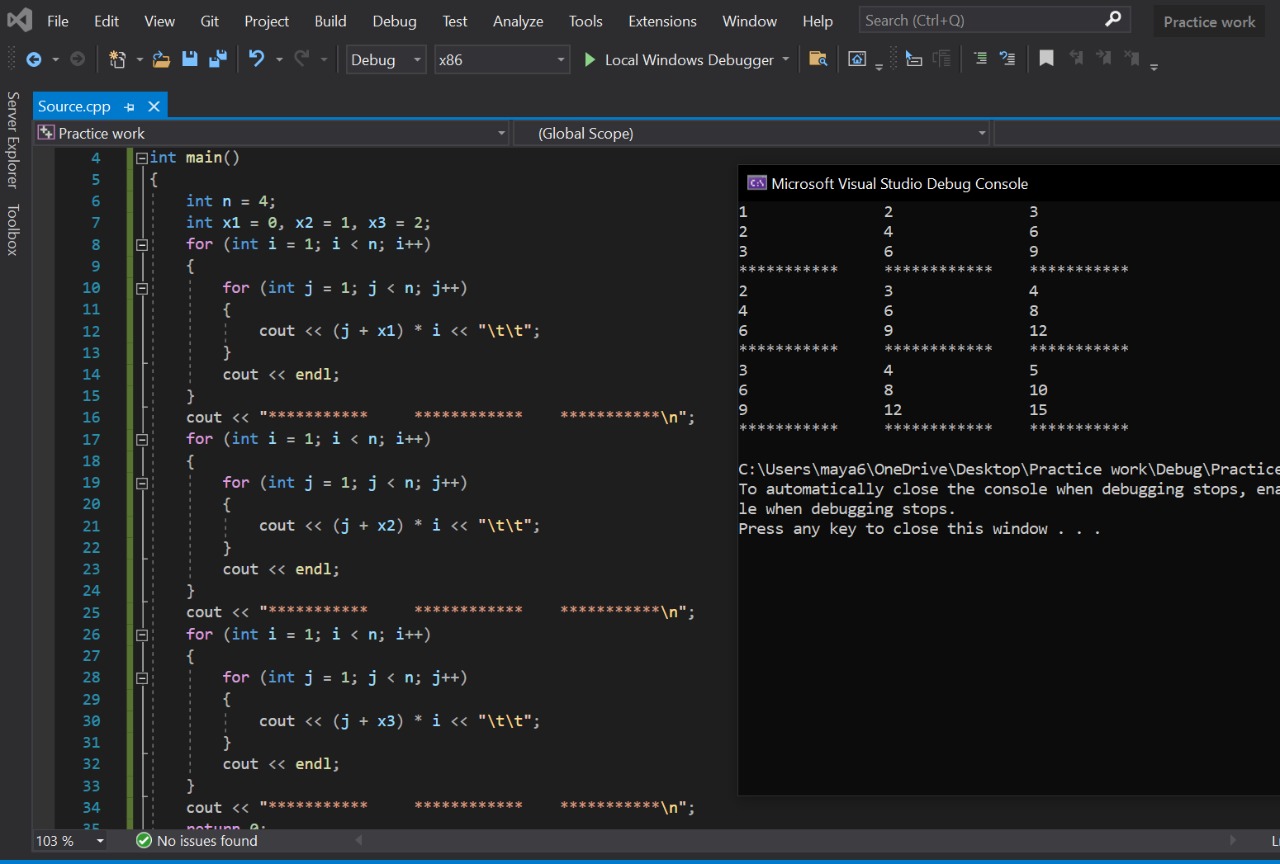 File Edit View Git Project Build Debug Test Analyze Tools Extensions Window Help Search (Ctrl+Q) Practice work
Debug x86 Local Windows Debugger
Server Explorer
Toolbox
Source.cpp
Practice work (Global Scope)
4 int main()
5 {
6 int n = 4;
7 int x1 = 0, x2 = 1, x3 = 2;
8 for (int i = 1; i < n; i++)
9 {
10 for (int j = 1; j < n; j++)
11 {
12 cout << (j + x1) * i << "\t\t";
13 }
14 cout << endl;
15 }
16 cout << "***********     ************    ***********\n";
17 for (int i = 1; i < n; i++)
18 {
19 for (int j = 1; j < n; j++)
20 {
21 cout << (j + x2) * i << "\t\t";
22 }
23 cout << endl;
24 }
25 cout << "***********     ************    ***********\n";
26 for (int i = 1; i < n; i++)
27 {
28 for (int j = 1; j < n; j++)
29 {
30 cout << (j + x3) * i << "\t\t";
31 }
32 cout << endl;
33 }
34 cout << "***********     ************    ***********\n";
35 return 0;
Microsoft Visual Studio Debug Console
1 2 3
2 4 6
3 6 9
***********     ************    ***********
2 3 4
4 6 8
6 9 12
***********     ************    ***********
3 4 5
6 8 10
9 12 15
***********     ************    ***********
C:\Users\maya6\OneDrive\Desktop\Practice work\Debug\Practice
To automatically close the console when debugging stops, ena
le when debugging stops.
Press any key to close this window . . .
103 % No issues found